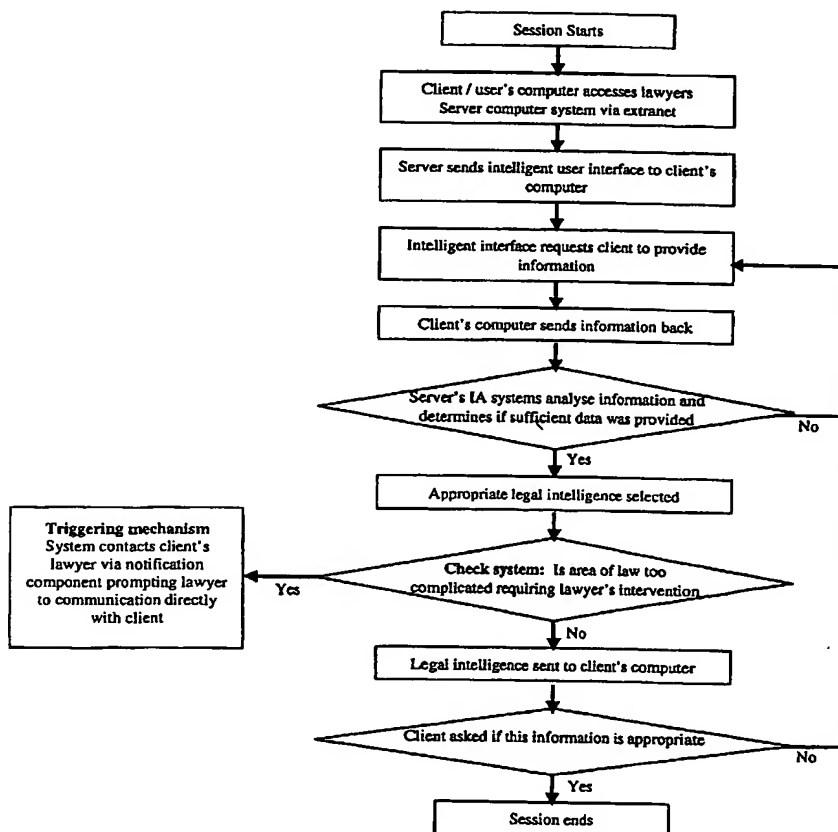 Session Starts
Client / user's computer accesses lawyers
Server computer system via extranet
Server sends intelligent user interface to client's
computer
Intelligent interface requests client to provide
information
Client's computer sends information back
Server's IA systems analyse information and
determines if sufficient data was provided
No
Yes
Appropriate legal intelligence selected
Triggering mechanism
System contacts client's
lawyer via notification
component prompting lawyer
to communication directly
with client
Yes
Check system: Is area of law too
complicated requiring lawyer's intervention
No
Legal intelligence sent to client's computer
Client asked if this information is appropriate
No
Yes
Session ends